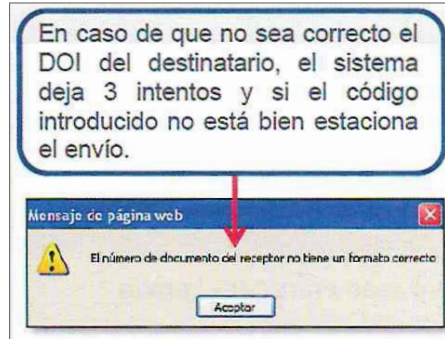 En caso de que no sea correcto el
DOI del destinatario, el sistema
deja 3 intentos y si el código
introducido no está bien estaciona
el envío.
Mensaje de página web
El número de documento del receptor no tiene un formato correcto
Aceptar